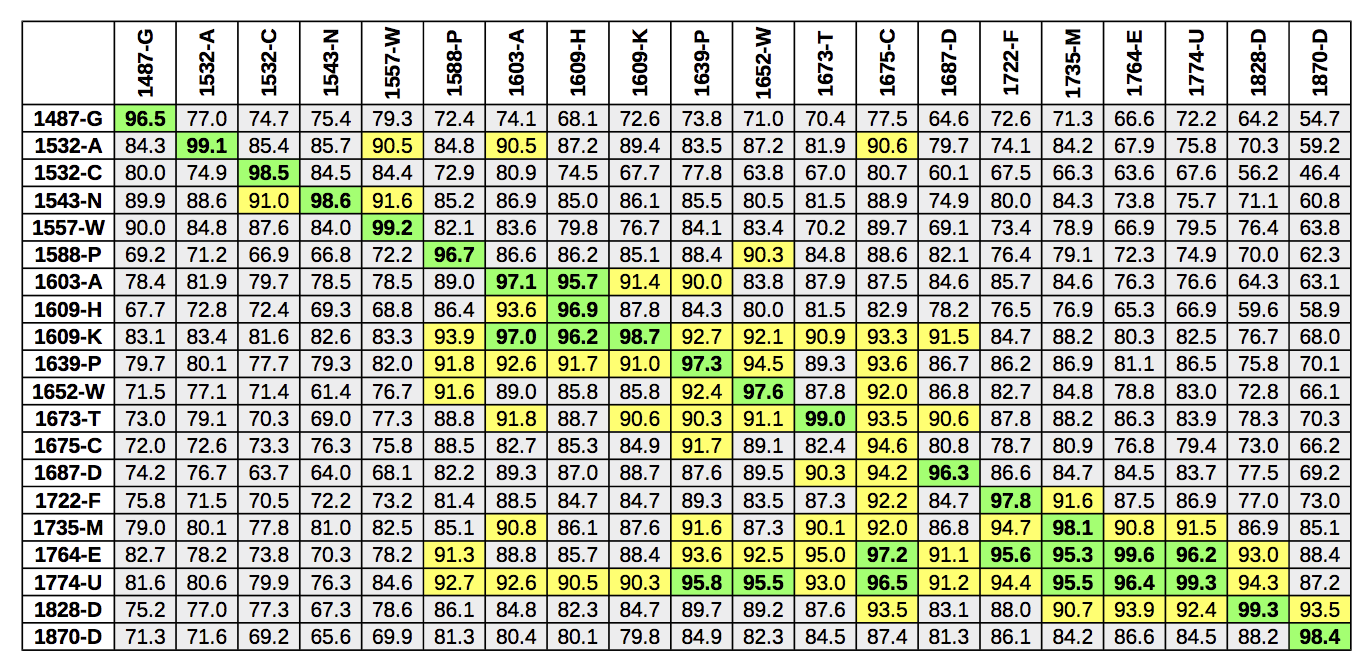 1487-G 1532-A 1532-C 1543-N 1557-W 1588-P 1603-A 1609-H 1609-K 1639-P 1652-W 1673-T 1675-C 1687-D 1722-F 1735-M 1764-E 1774-U 1828-D 1870-D
1487-G 96.5 77.0 74.7 75.4 79.3 72.4 74.1 68.1 72.6 73.8 71.0 70.4 77.5 64.6 72.6 71.3 66.6 72.2 64.2 54.7
1532-A 84.3 99.1 85.4 85.7 90.5 84.8 90.5 87.2 89.4 83.5 87.2 81.9 90.6 79.7 74.1 84.2 67.9 75.8 70.3 59.2
1532-C 80.0 74.9 98.5 84.5 84.4 72.9 80.9 74.5 67.7 77.8 63.8 67.0 80.7 60.1 67.5 66.3 63.6 67.6 56.2 46.4
1543-N 89.9 88.6 91.0 98.6 91.6 85.2 86.9 85.0 86.1 85.5 80.5 81.5 88.9 74.9 80.0 84.3 73.8 75.7 71.1 60.8
1557-W 90.0 84.8 87.6 84.0 99.2 82.1 83.6 79.8 76.7 84.1 83.4 70.2 89.7 69.1 73.4 78.9 66.9 79.5 76.4 63.8
1588-P 69.2 71.2 66.9 66.8 72.2 96.7 86.6 86.2 85.1 88.4 90.3 84.8 88.6 82.1 76.4 79.1 72.3 74.9 70.0 62.3
1603-A 78.4 81.9 79.7 78.5 78.5 89.0 97.1 95.7 91.4 90.0 83.8 87.9 87.5 84.6 85.7 84.6 76.3 76.6 64.3 63.1
1609-H 67.7 72.8 72.4 69.3 68.8 86.4 93.6 96.9 87.8 84.3 80.0 81.5 82.9 78.2 76.5 76.9 65.3 66.9 59.6 58.9
1609-K 83.1 83.4 81.6 82.6 83.3 93.9 97.0 96.2 98.7 92.7 92.1 90.9 93.3 91.5 84.7 88.2 80.3 82.5 76.7 68.0
1639-P 79.7 80.1 77.7 79.3 82.0 91.8 92.6 91.7 91.0 97.3 94.5 89.3 93.6 86.7 86.2 86.9 81.1 86.5 75.8 70.1
1652-W 71.5 77.1 71.4 61.4 76.7 91.6 89.0 85.8 85.8 92.4 97.6 87.8 92.0 86.8 82.7 84.8 78.8 83.0 72.8 66.1
1673-T 73.0 79.1 70.3 69.0 77.3 88.8 91.8 88.7 90.6 90.3 91.1 99.0 93.5 90.6 87.8 88.2 86.3 83.9 78.3 70.3
1675-C 72.0 72.6 73.3 76.3 75.8 88.5 82.7 85.3 84.9 91.7 89.1 82.4 94.6 80.8 78.7 80.9 76.8 79.4 73.0 66.2
1687-D 74.2 76.7 63.7 64.0 68.1 82.2 89.3 87.0 88.7 87.6 89.5 90.3 94.2 96.3 86.6 84.7 84.5 83.7 77.5 69.2
1722-F 75.8 71.5 70.5 72.2 73.2 81.4 88.5 84.7 84.7 89.3 83.5 87.3 92.2 84.7 97.8 91.6 87.5 86.9 77.0 73.0
1735-M 79.0 80.1 77.8 81.0 82.5 85.1 90.8 86.1 87.6 91.6 87.3 90.1 92.0 86.8 94.7 98.1 90.8 91.5 86.9 85.1
1764-E 82.7 78.2 73.8 70.3 78.2 91.3 88.8 85.7 88.4 93.6 92.5 95.0 97.2 91.1 95.6 95.3 99.6 96.2 93.0 88.4
1774-U 81.6 80.6 79.9 76.3 84.6 92.7 92.6 90.5 90.3 95.8 95.5 93.0 96.5 91.2 94.4 95.5 96.4 99.3 94.3 87.2
1828-D 75.2 77.0 77.3 67.3 78.6 86.1 84.8 82.3 84.7 89.7 89.2 87.6 93.5 83.1 88.0 90.7 93.9 92.4 99.3 93.5
1870-D 71.3 71.6 69.2 65.6 69.9 81.3 80.4 80.1 79.8 84.9 82.3 84.5 87.4 81.3 86.1 84.2 86.6 84.5 88.2 98.4